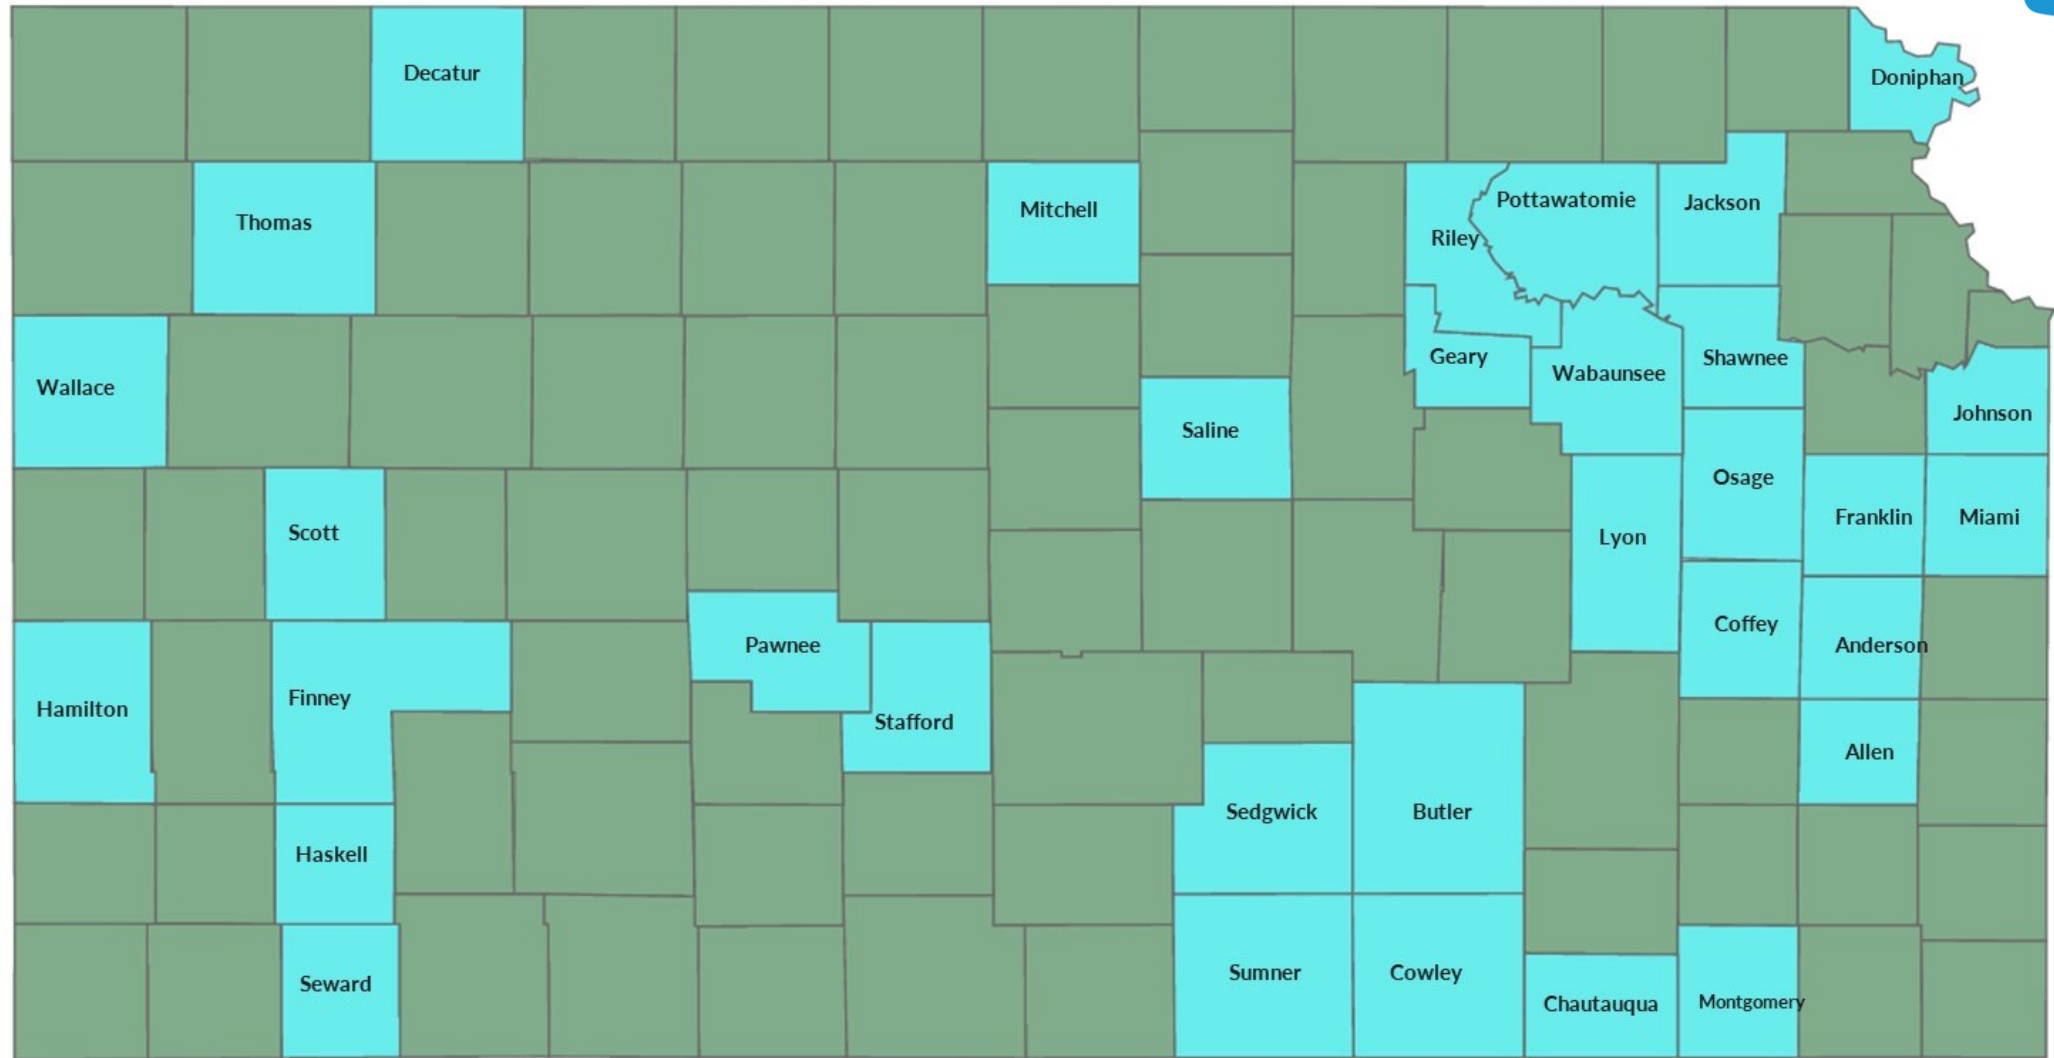 Decatur
Doniphan
Thomas
Mitchell
Pottawatomie
Jackson
Riley
Wallace
Geary
Wabaunsee
Shawnee
Johnson
Saline
Scott
Osage
Lyon
Franklin
Miami
Pawnee
Coffey
Anderson
Hamilton
Finney
Stafford
Allen
Sedgwick
Butler
Haskell
Seward
Sumner
Cowley
Chautauqua
Montgomery